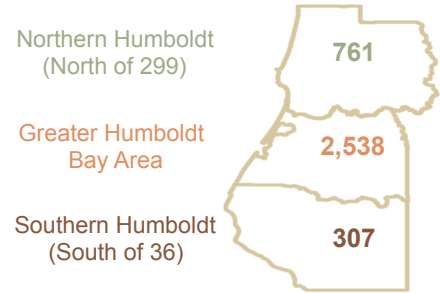 Northern Humboldt
(North of 299)
761
Greater Humboldt
Bay Area
2,538
Southern Humboldt
(South of 36)
307